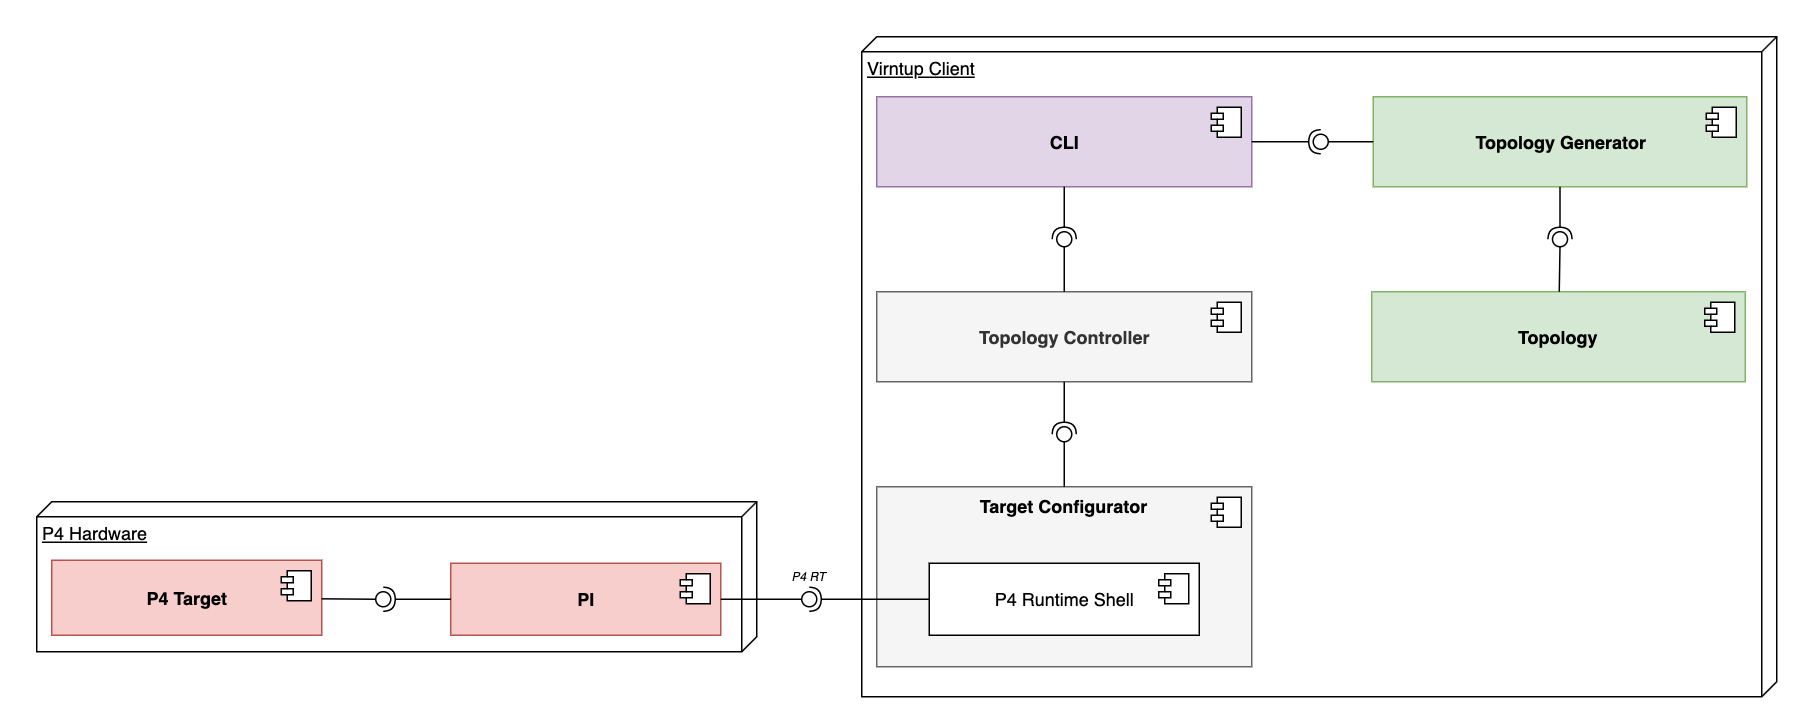 Virntup Client
CLI
Topology Generator
Topology Controller
Topology
Target Configurator
P4 Hardware
P4 Target
PI
P4 RT
P4 Runtime Shell